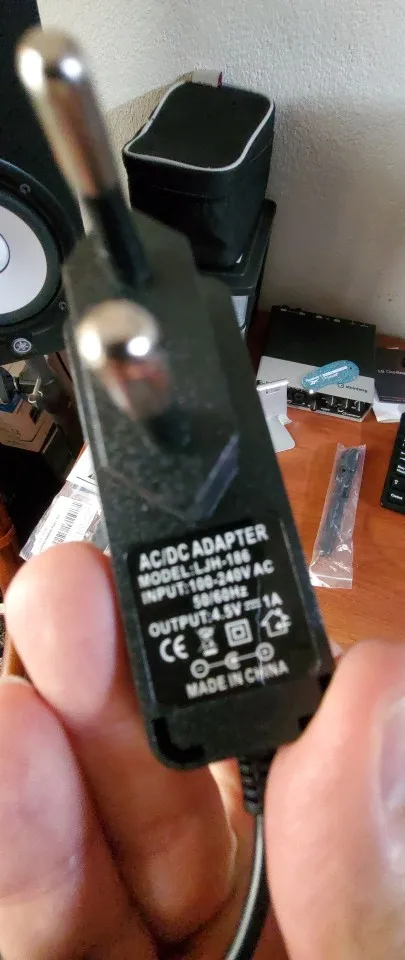 AC/DC ADAPTER
MODEL:LJH-186
INPUT:100-240V AC
50/60Hz
OUTPUT:4.5V⎓1A
CE
MADE IN CHINA